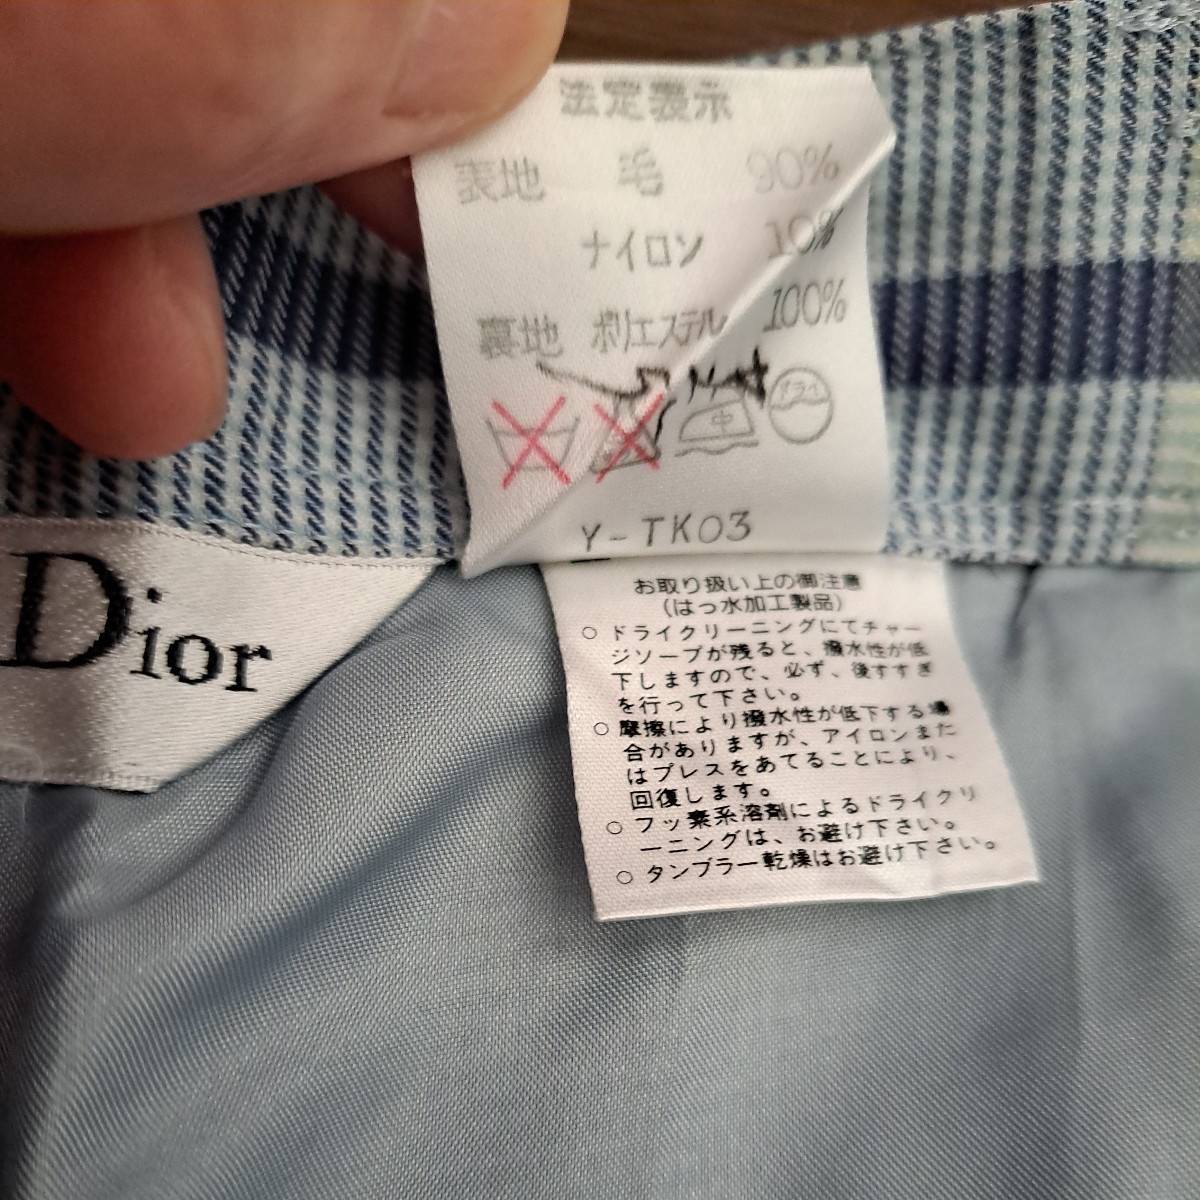 法定表示
表地 毛 90%
ナイロン 10%
裏地 ポリエステル 100%
中 ドライ
Y-TK03
Dior
お取り扱い上の御注意
(はっ水加工製品)
○ ドライクリーニングにてチャー
ジソープが残ると、撥水性が低
下しますので、必ず、後すすぎ
を行って下さい。
○ 摩擦により撥水性が低下する場
合がありますが、アイロンまた
はプレスをあてることにより、
回復します。
○ フッ素系溶剤によるドライクリ
ーニングは、お避け下さい。
○ タンブラー乾燥はお避け下さい。